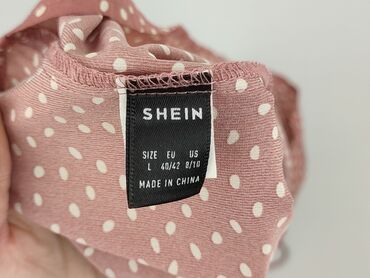 SHEIN
SIZE EU US
L 40/42 8/10
MADE IN CHINA